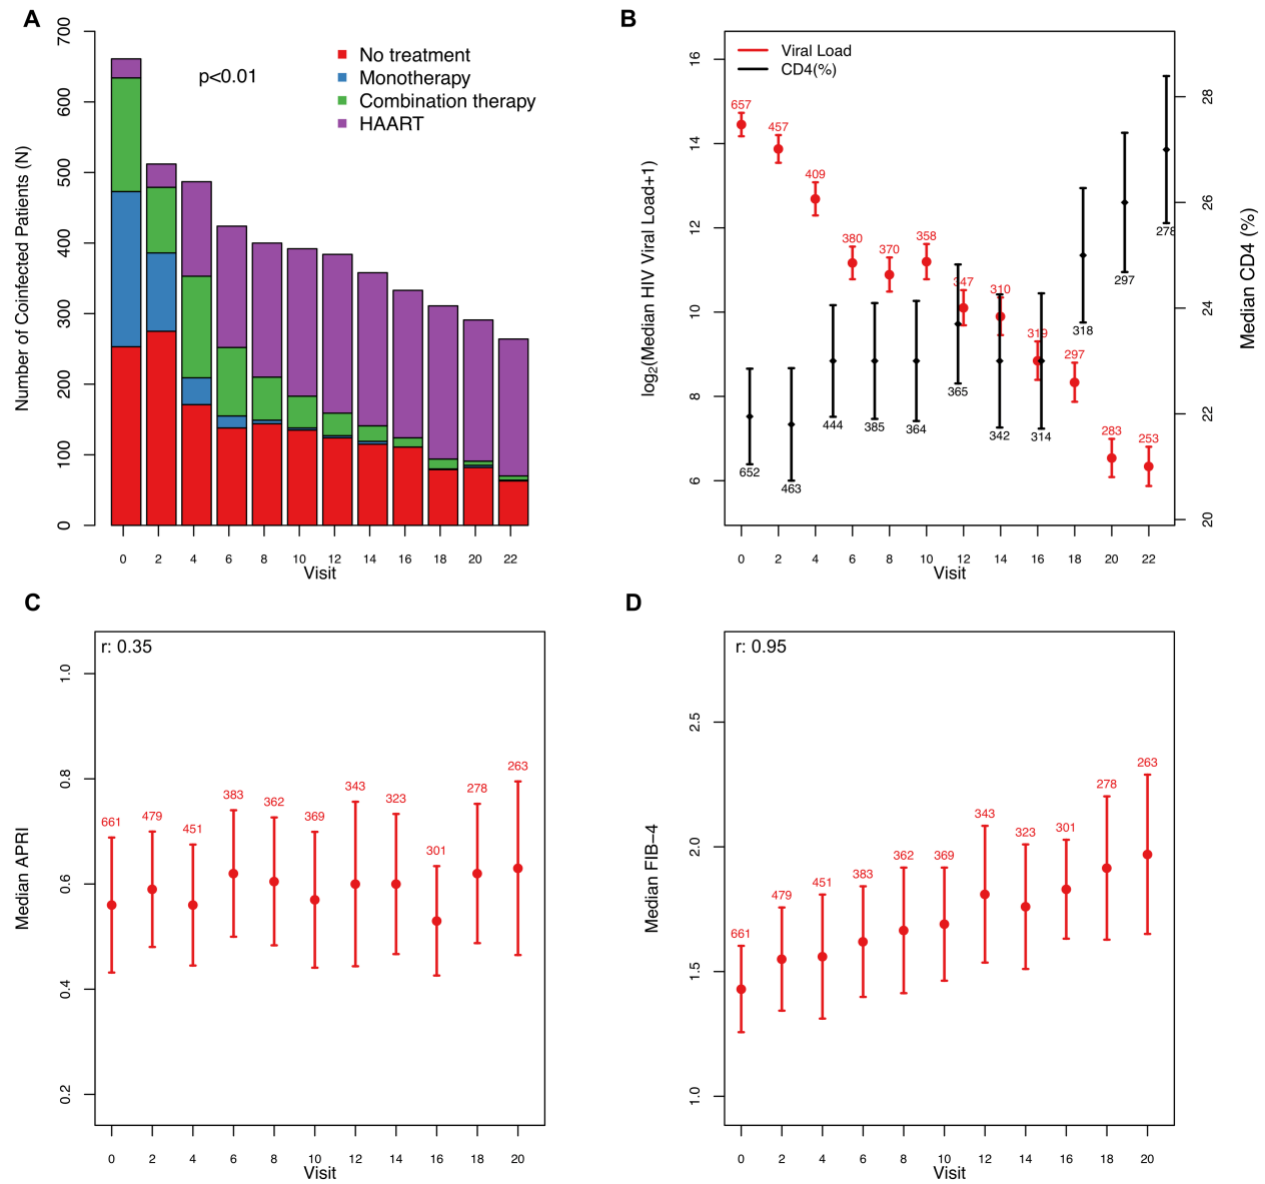 A
Number of Coinfected Patients (N)
700
600
500
400
300
200
100
0
p<0.01
No treatment
Monotherapy
Combination therapy
HAART
0 2 4 6 8 10 12 14 16 18 20 22
Visit
B
log2(Median HIV Viral Load+1)
16
14
12
10
8
6
Viral Load
CD4(%)
657 457 409 380 370 358 347 310 319 297 283 253
652 463 444 385 364 365 342 314 318 297 278
28
26
24
22
20
Median CD4 (%)
0 2 4 6 8 10 12 14 16 18 20 22
Visit
C
r: 0.35
Median APRI
1.0
0.8
0.6
0.4
0.2
661 479 451 383 362 369 343 323 301 278 263
0 2 4 6 8 10 12 14 16 18 20
Visit
D
r: 0.95
Median FIB–4
2.5
2.0
1.5
1.0
661 479 451 383 362 369 343 323 301 278 263
0 2 4 6 8 10 12 14 16 18 20
Visit